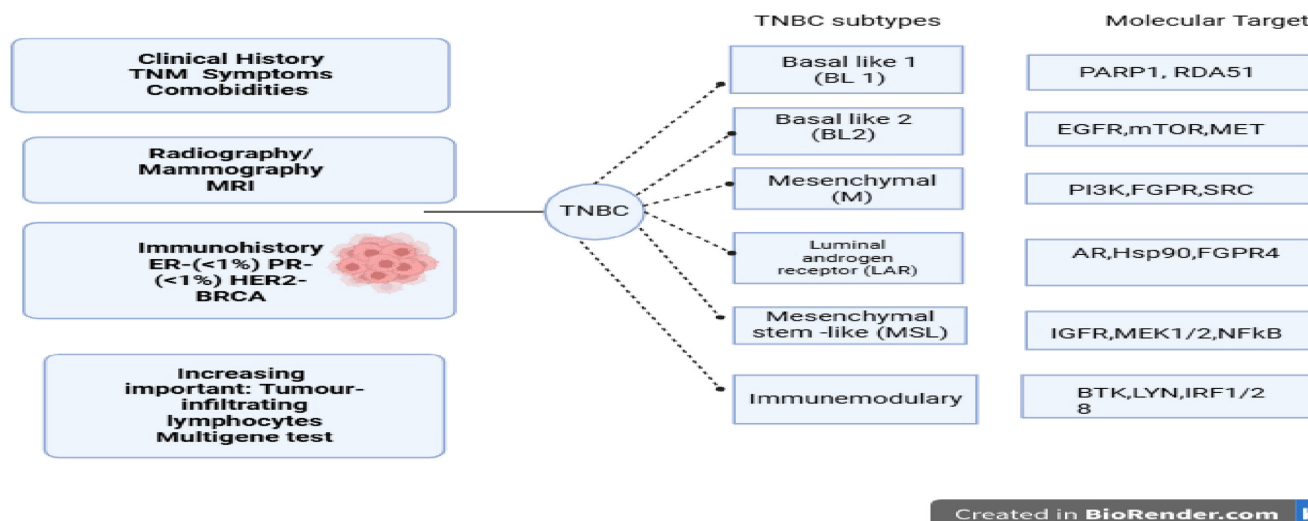 TNBC subtypes
Molecular Target
Clinical History
TNM Symptoms
Comobidities
Radiography/
Mammography
MRI
Immunohistory
ER-(<1%) PR-
(<1%) HER2-
BRCA
Increasing
important: Tumour-
infiltrating
lymphocytes
Multigene test
TNBC
Basal like 1
(BL 1)
PARP1, RDA51
Basal like 2
(BL2)
EGFR,mTOR,MET
Mesenchymal
(M)
PI3K,FGPR,SRC
Luminal
androgen
receptor (LAR)
AR,Hsp90,FGPR4
Mesenchymal
stem -like (MSL)
IGFR,MEK1/2,NFkB
Immunemodulary
BTK,LYN,IRF1/2
8
Created in BioRender.com